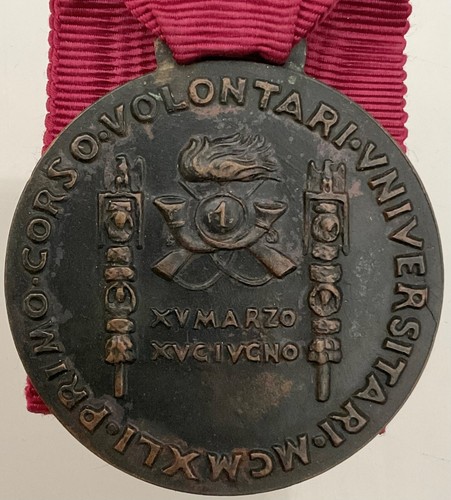 PRIMO · CORSO · VOLONTARI · VNIVERSITARI · MCMXLI ·
1
XV MARZO
XV GIVGNO